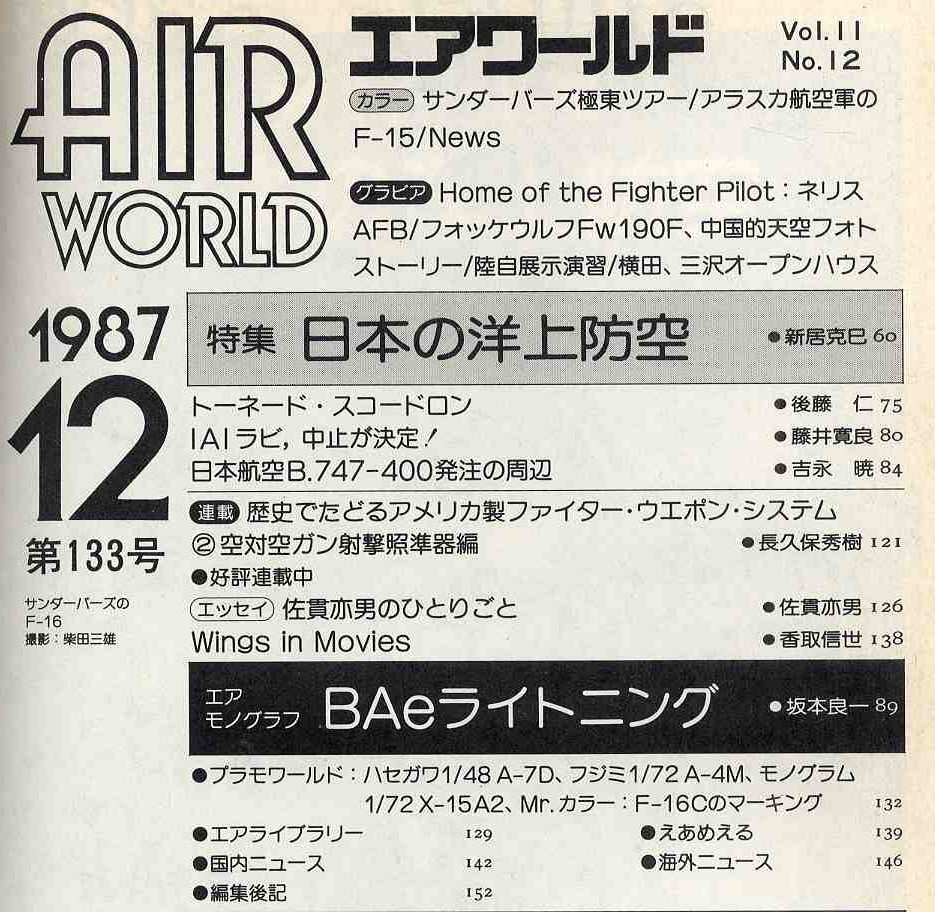 AIR
WORLD
エアワールド
Vol.11
No.12
カラー サンダーバーズ極東ツアー/アラスカ航空軍の
F-15/News
グラビア Home of the Fighter Pilot:ネリス
AFB/フォッケウルフFw190F、中国的天空フォト
ストーリー/陸自展示演習/横田、三沢オープンハウス
1987
12
第133号
サンダーバーズの
F-16
撮影:柴田三雄
特集 日本の洋上防空 ●新居克巳 60
トーネード・スコードロン ●後藤 仁 75
IAIラビ,中止が決定! ●藤井寛良 80
日本航空B.747-400発注の周辺 ●吉永 暁 84
連載 歴史でたどるアメリカ製ファイター・ウエポン・システム
②空対空ガン射撃照準器編 ●長久保秀樹 121
●好評連載中
エッセイ 佐貫亦男のひとりごと ●佐貫亦男 126
Wings in Movies ●香取信世 138
エア
モノグラフ BAeライトニング ●坂本良一 89
●プラモワールド:ハセガワ1/48 A-7D、フジミ1/72 A-4M、モノグラム
1/72 X-15A2、Mr.カラー:F-16Cのマーキング 132
●エアライブラリー 129 ●えあめえる 139
●国内ニュース 142 ●海外ニュース 146
●編集後記 152